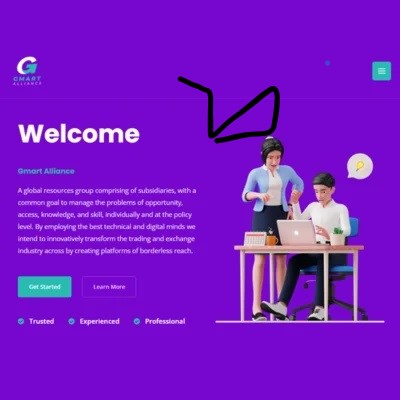 G
GMART
ALLIANCE
Welcome
Gmart Alliance
A global resources group comprising of subsidiaries, with a
common goal to manage the problems of opportunity,
access, knowledge, and skill, individually and at the policy
level. By employing the best technical and digital minds we
intend to innovatively transform the trading and exchange
industry across by creating platforms of borderless reach.
Get Started
Learn More
Trusted
Experienced
Professional